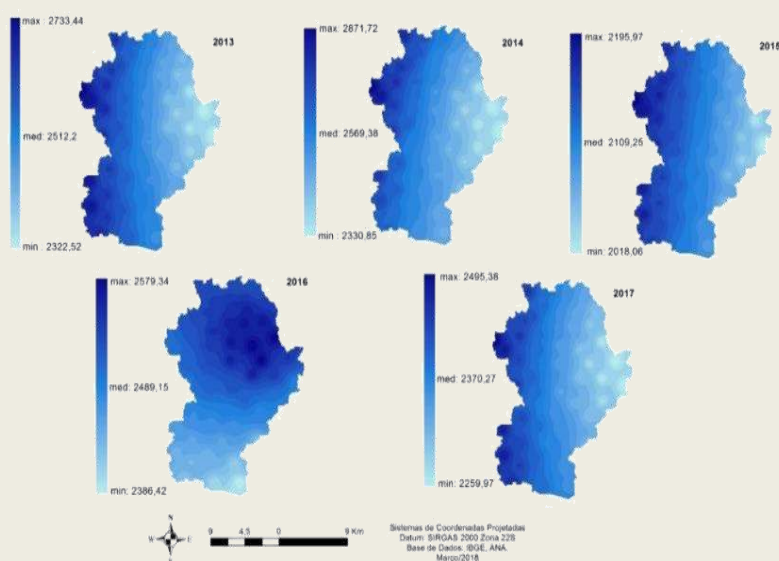 max : 2733,44
2013
med: 2512,2
min : 2322,52
max : 2871,72
2014
med: 2569,38
min : 2330,85
max : 2195,97
2015
med: 2109,25
min : 2018,06
max : 2579,34
2016
med: 2489,15
min: 2386,42
max: 2495,38
2017
med: 2370,27
min : 2259,97
N
W
E
9 4,5 0 9 Km
Sistemas de Coordenadas Projetadas
Datum: SIRGAS 2000 Zona 22S
Base de Dados: IBGE, ANA.
Março/2018